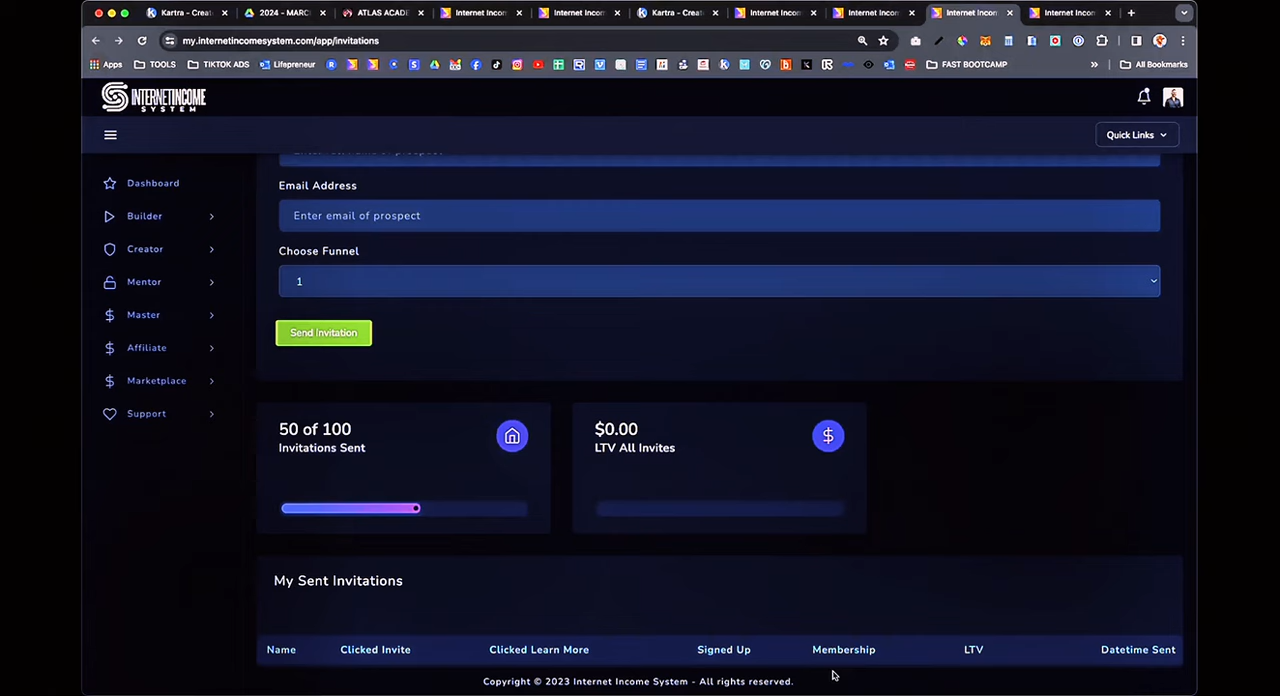 Kartra - Creat
2024 - MARC
ATLAS ACAD
Internet Incom
Internet Incom
Kartra - Creat
Internet Incom
Internet Incom
Internet Incom
Internet Incom
my.internetincomesystem.com/app/invitations
Apps
TOOLS
TIKTOK ADS
Lifepreneur
FAST BOOTCAMP
All Bookmarks
INTERNETINCOME
SYSTEM
Quick Links
Dashboard
Builder
Creator
Mentor
Master
Affiliate
Marketplace
Support
Email Address
Enter email of prospect
Choose Funnel
1
Send Invitation
50 of 100
Invitations Sent
$0.00
LTV All Invites
My Sent Invitations
Name Clicked Invite Clicked Learn More Signed Up Membership LTV Datetime Sent
Copyright © 2023 Internet Income System - All rights reserved.